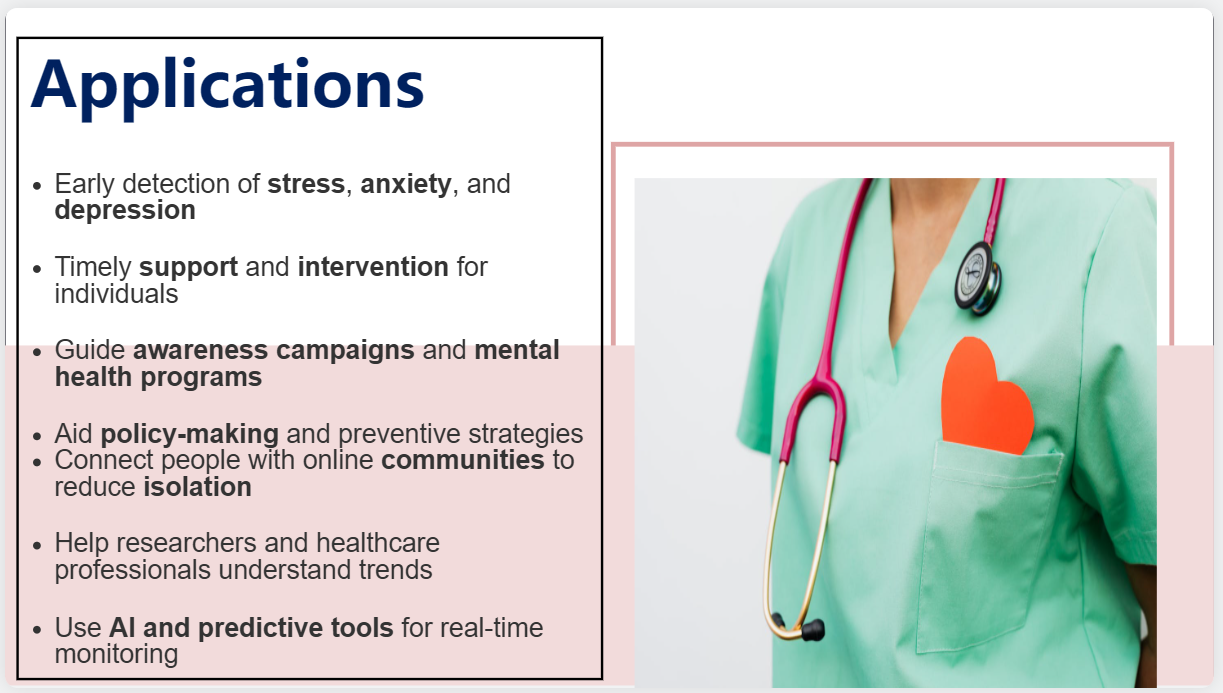 Applications
• Early detection of stress, anxiety, and
depression
• Timely support and intervention for
individuals
• Guide awareness campaigns and mental
health programs
• Aid policy-making and preventive strategies
• Connect people with online communities to
reduce isolation
• Help researchers and healthcare
professionals understand trends
• Use AI and predictive tools for real-time
monitoring